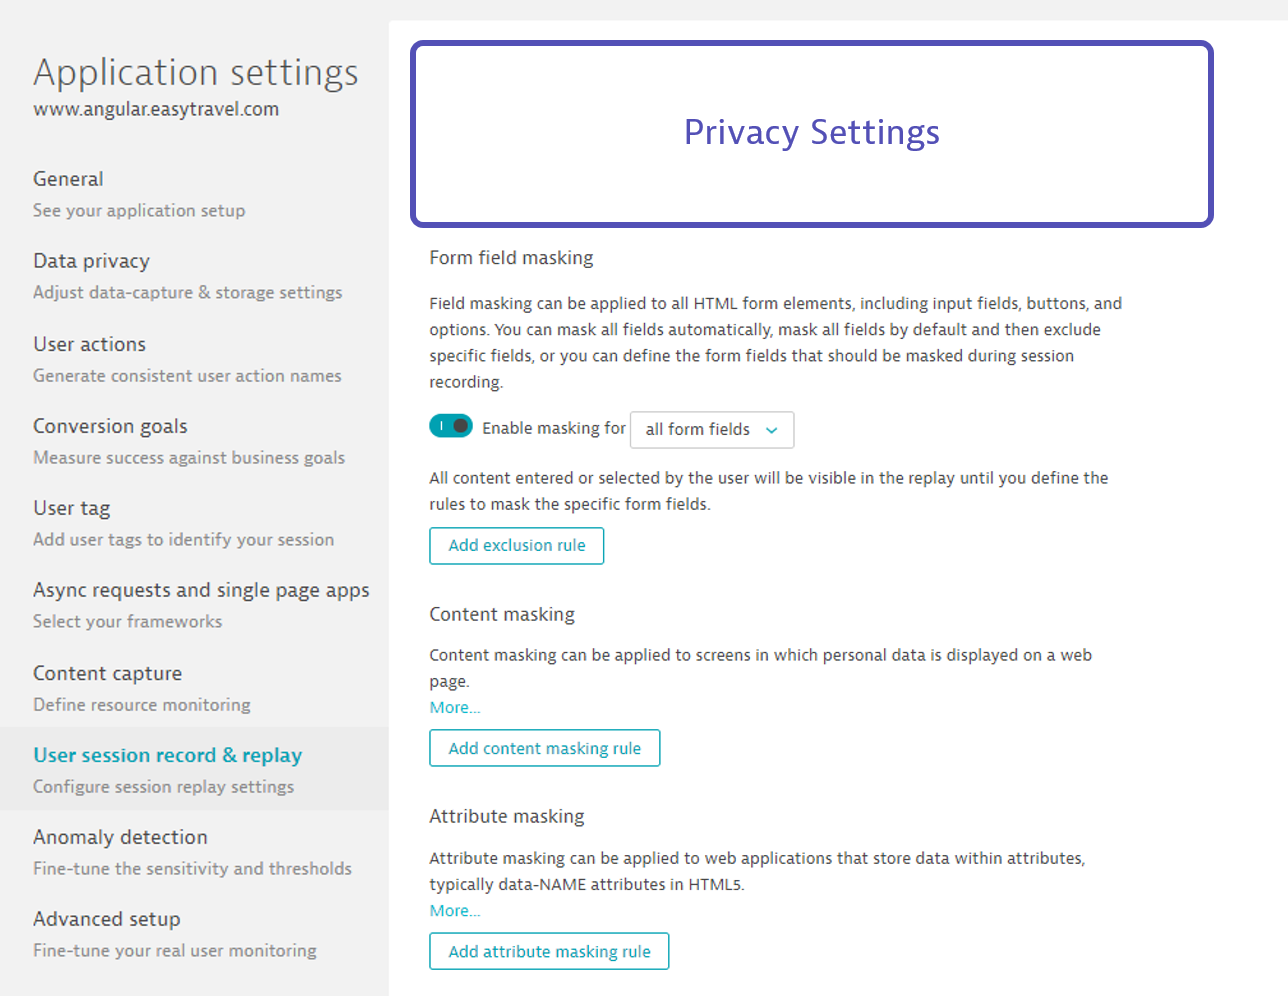 Application settings
www.angular.easytravel.com
General
See your application setup
Data privacy
Adjust data-capture & storage settings
User actions
Generate consistent user action names
Conversion goals
Measure success against business goals
User tag
Add user tags to identify your session
Async requests and single page apps
Select your frameworks
Content capture
Define resource monitoring
User session record & replay
Configure session replay settings
Anomaly detection
Fine-tune the sensitivity and thresholds
Advanced setup
Fine-tune your real user monitoring
Privacy Settings
Form field masking
Field masking can be applied to all HTML form elements, including input fields, buttons, and
options. You can mask all fields automatically, mask all fields by default and then exclude
specific fields, or you can define the form fields that should be masked during session
recording.
Enable masking for all form fields
All content entered or selected by the user will be visible in the replay until you define the
rules to mask the specific form fields.
Add exclusion rule
Content masking
Content masking can be applied to screens in which personal data is displayed on a web
page.
More...
Add content masking rule
Attribute masking
Attribute masking can be applied to web applications that store data within attributes,
typically data-NAME attributes in HTML5.
More...
Add attribute masking rule